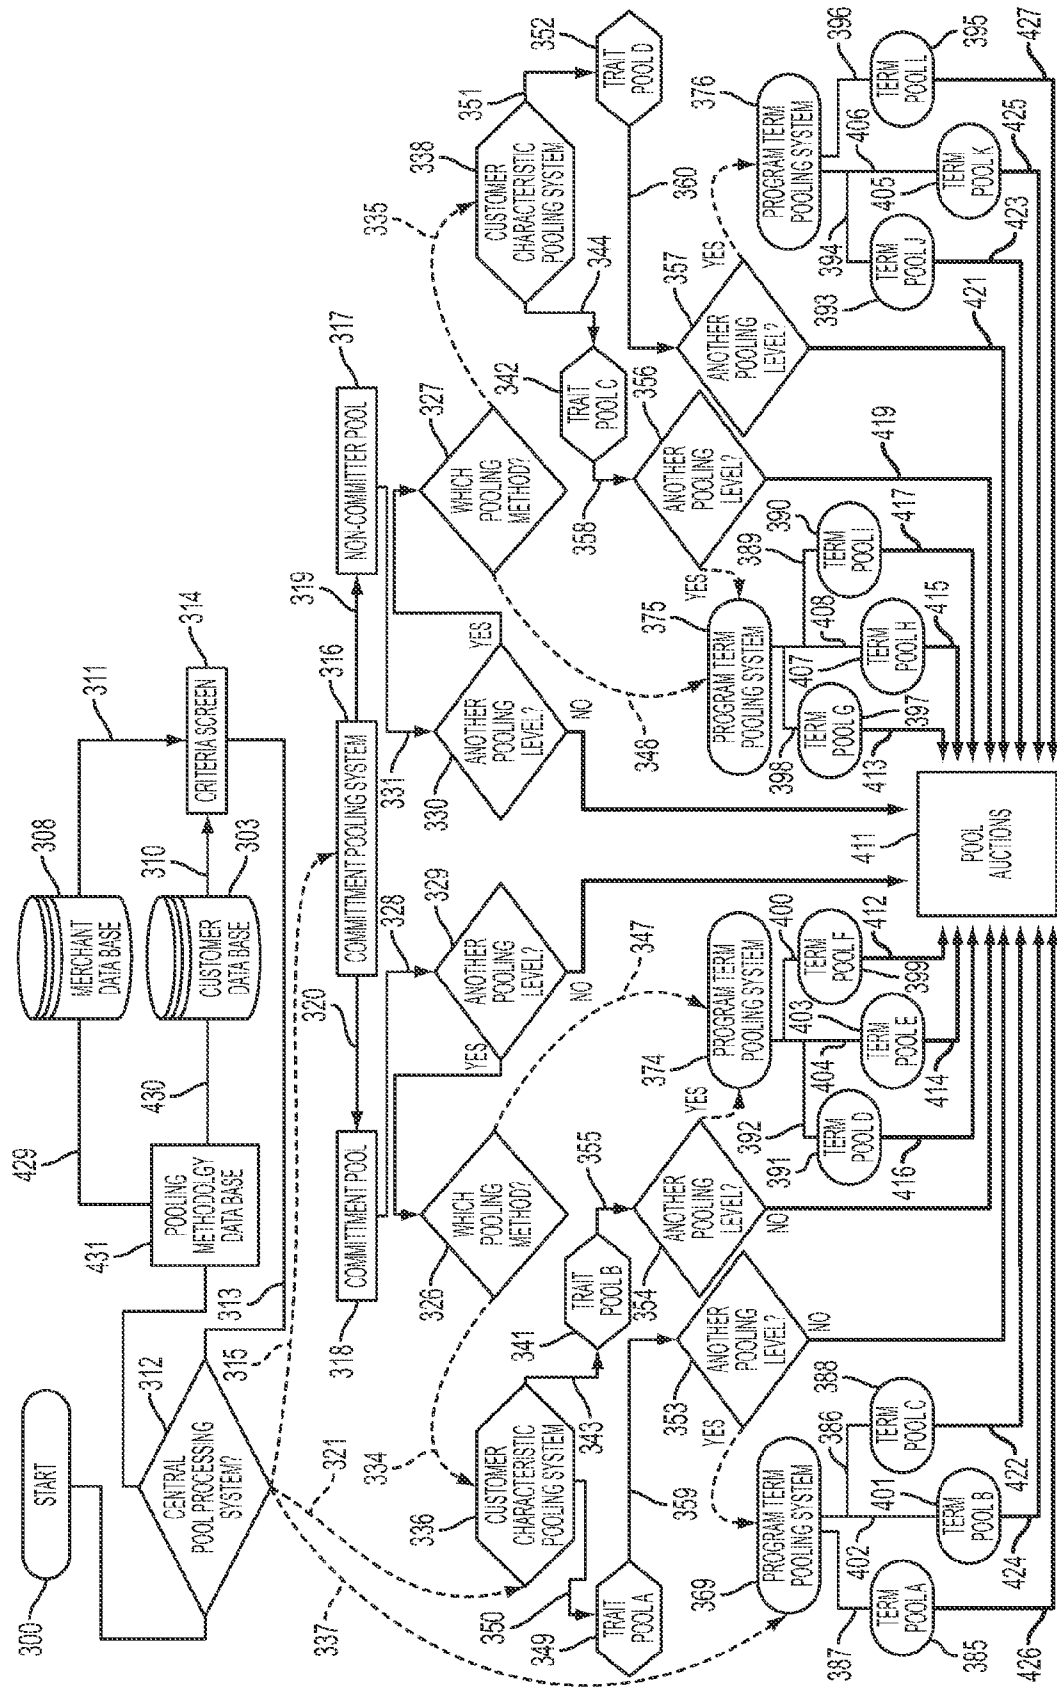 START
300
312
CENTRAL
POOL PROCESSING
SYSTEM?
431
POOLING
METHODOLGY
DATA BASE
429
430
MERCHANT
DATA BASE
308
CUSTOMER
DATA BASE
303
310
311
CRITERIA SCREEN
314
313
315
321
337
318
COMMITTMENT POOL
320
COMMITTMENT POOLING SYSTEM
316
319
NON-COMMITTER POOL
317
328
329
ANOTHER
POOLING
LEVEL?
YES
NO
331
330
ANOTHER
POOLING
LEVEL?
YES
NO
326
WHICH
POOLING
METHOD?
327
WHICH
POOLING
METHOD?
334
347
348
335
336
CUSTOMER
CHARACTERISTIC
POOLING SYSTEM
338
CUSTOMER
CHARACTERISTIC
POOLING SYSTEM
343
350
344
351
349
TRAIT
POOL A
341
TRAIT
POOL B
342
TRAIT
POOL C
352
TRAIT
POOL D
359
355
358
360
353
ANOTHER
POOLING
LEVEL?
YES
NO
354
ANOTHER
POOLING
LEVEL?
YES
NO
356
ANOTHER
POOLING
LEVEL?
YES
357
ANOTHER
POOLING
LEVEL?
YES
369
PROGRAM TERM
POOLING SYSTEM
374
PROGRAM TERM
POOLING SYSTEM
375
PROGRAM TERM
POOLING SYSTEM
376
PROGRAM TERM
POOLING SYSTEM
387
402
401
386
385
TERM
POOL A
TERM
POOL B
388
TERM
POOL C
392
391
TERM
POOL D
404
403
TERM
POOL E
400
TERM
POOL F
399
398
TERM
POOL G
397
407
408
TERM
POOL H
389
390
TERM
POOL I
394
393
TERM
POOL J
405
406
TERM
POOL K
396
TERM
POOL L
395
426
424
422
416
414
412
411
POOL
AUCTIONS
413
415
417
419
421
423
425
427